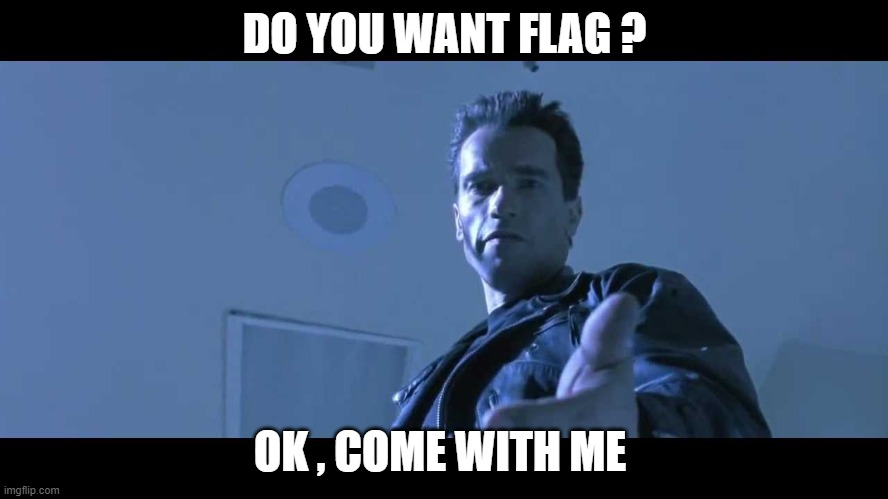 DO YOU WANT FLAG ?
OK , COME WITH ME
imgflip.com